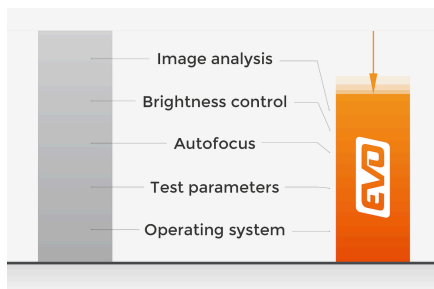 Image analysis
Brightness control
Autofocus
Test parameters
Operating system
EVO